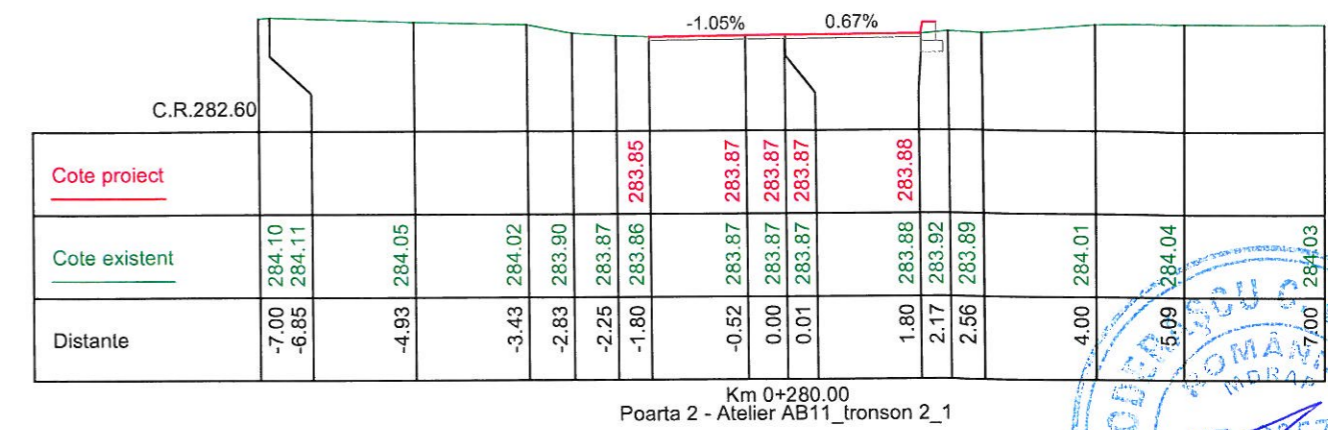 -1.05% 0.67%
C.R.282.60
Cote proiect 283.85 283.87 283.87 283.87 283.88
Cote existent 284.10 284.11 284.05 284.02 283.90 283.87 283.86 283.87 283.87 283.87 283.88 283.92 283.89 284.01 284.04 284.03
Distante -7.00 -6.85 -4.93 -3.43 -2.83 -2.25 -1.80 -0.52 0.00 0.01 1.80 2.17 2.56 4.00 5.09 7.00
Km 0+280.00
Poarta 2 - Atelier AB11_tronson 2_1
ROMÂNI
MDRAP